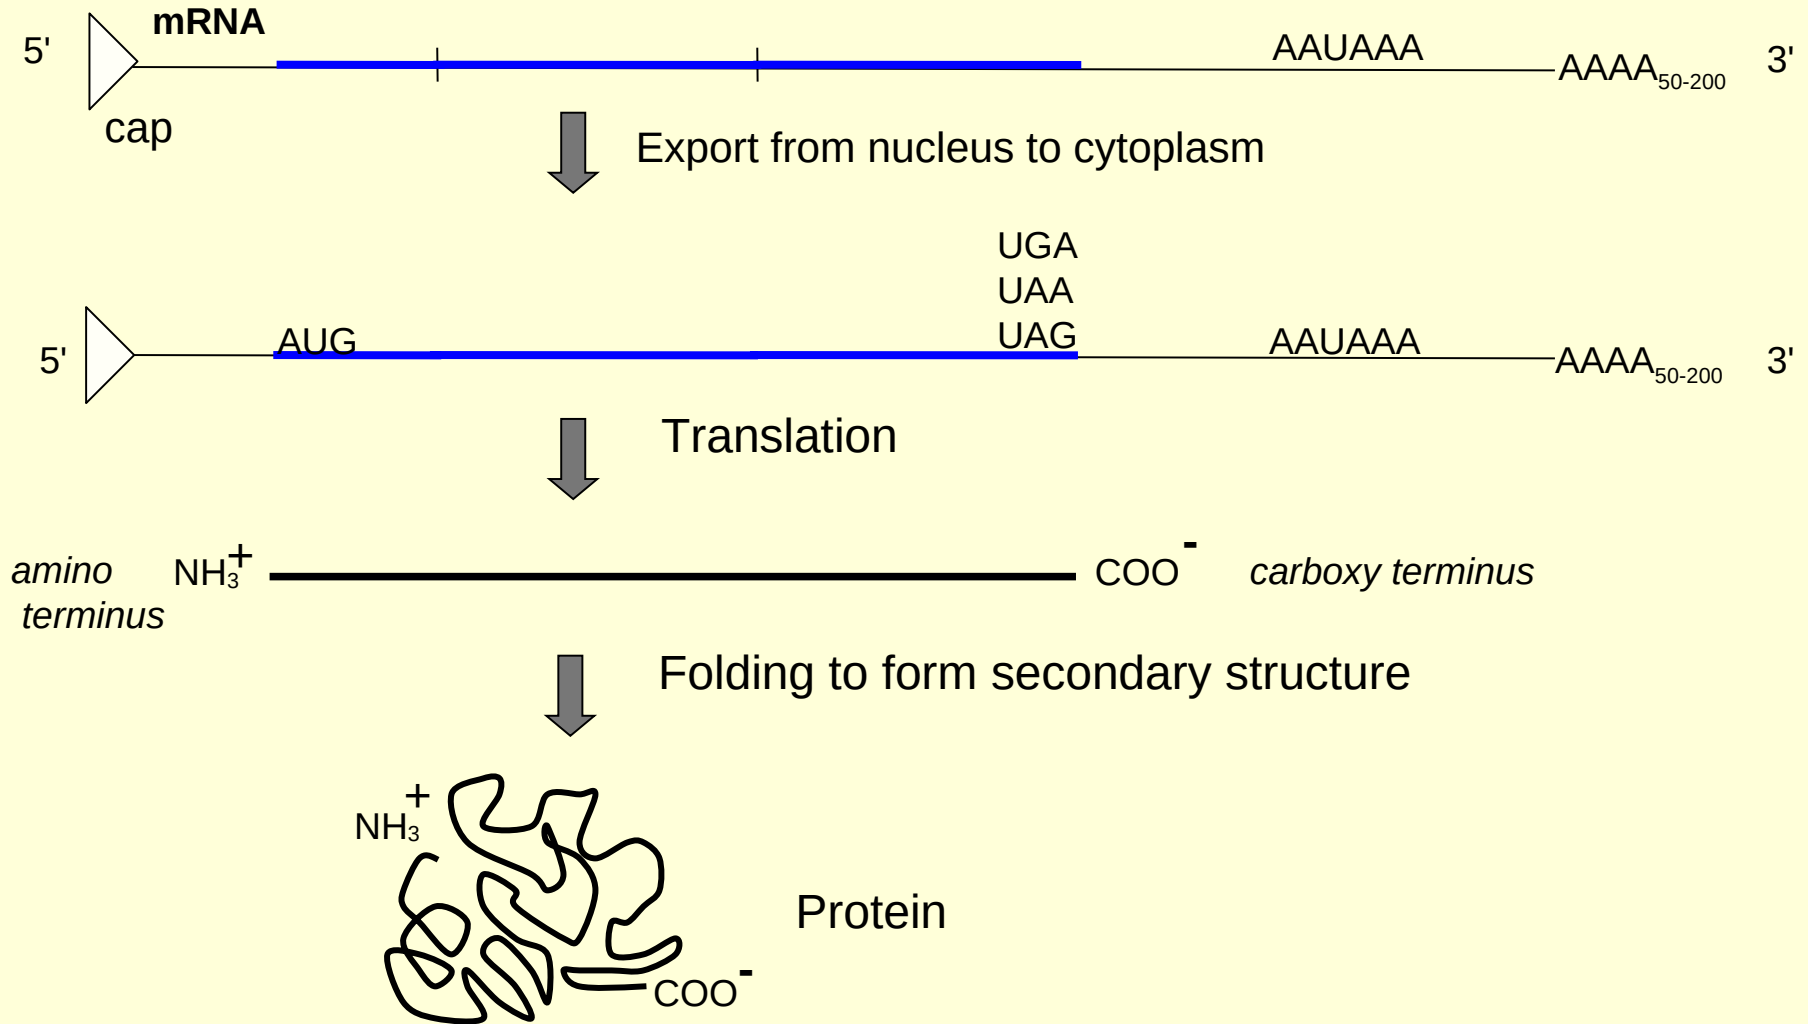 mRNA
5'
AAUAAA
AAAA50-200
3'
cap
Export from nucleus to cytoplasm
UGA
UAA
UAG
5'
AUG
AAUAAA
AAAA50-200
3'
Translation
amino
terminus
NH3+
COO-
carboxy terminus
Folding to form secondary structure
NH3+
Protein
COO-